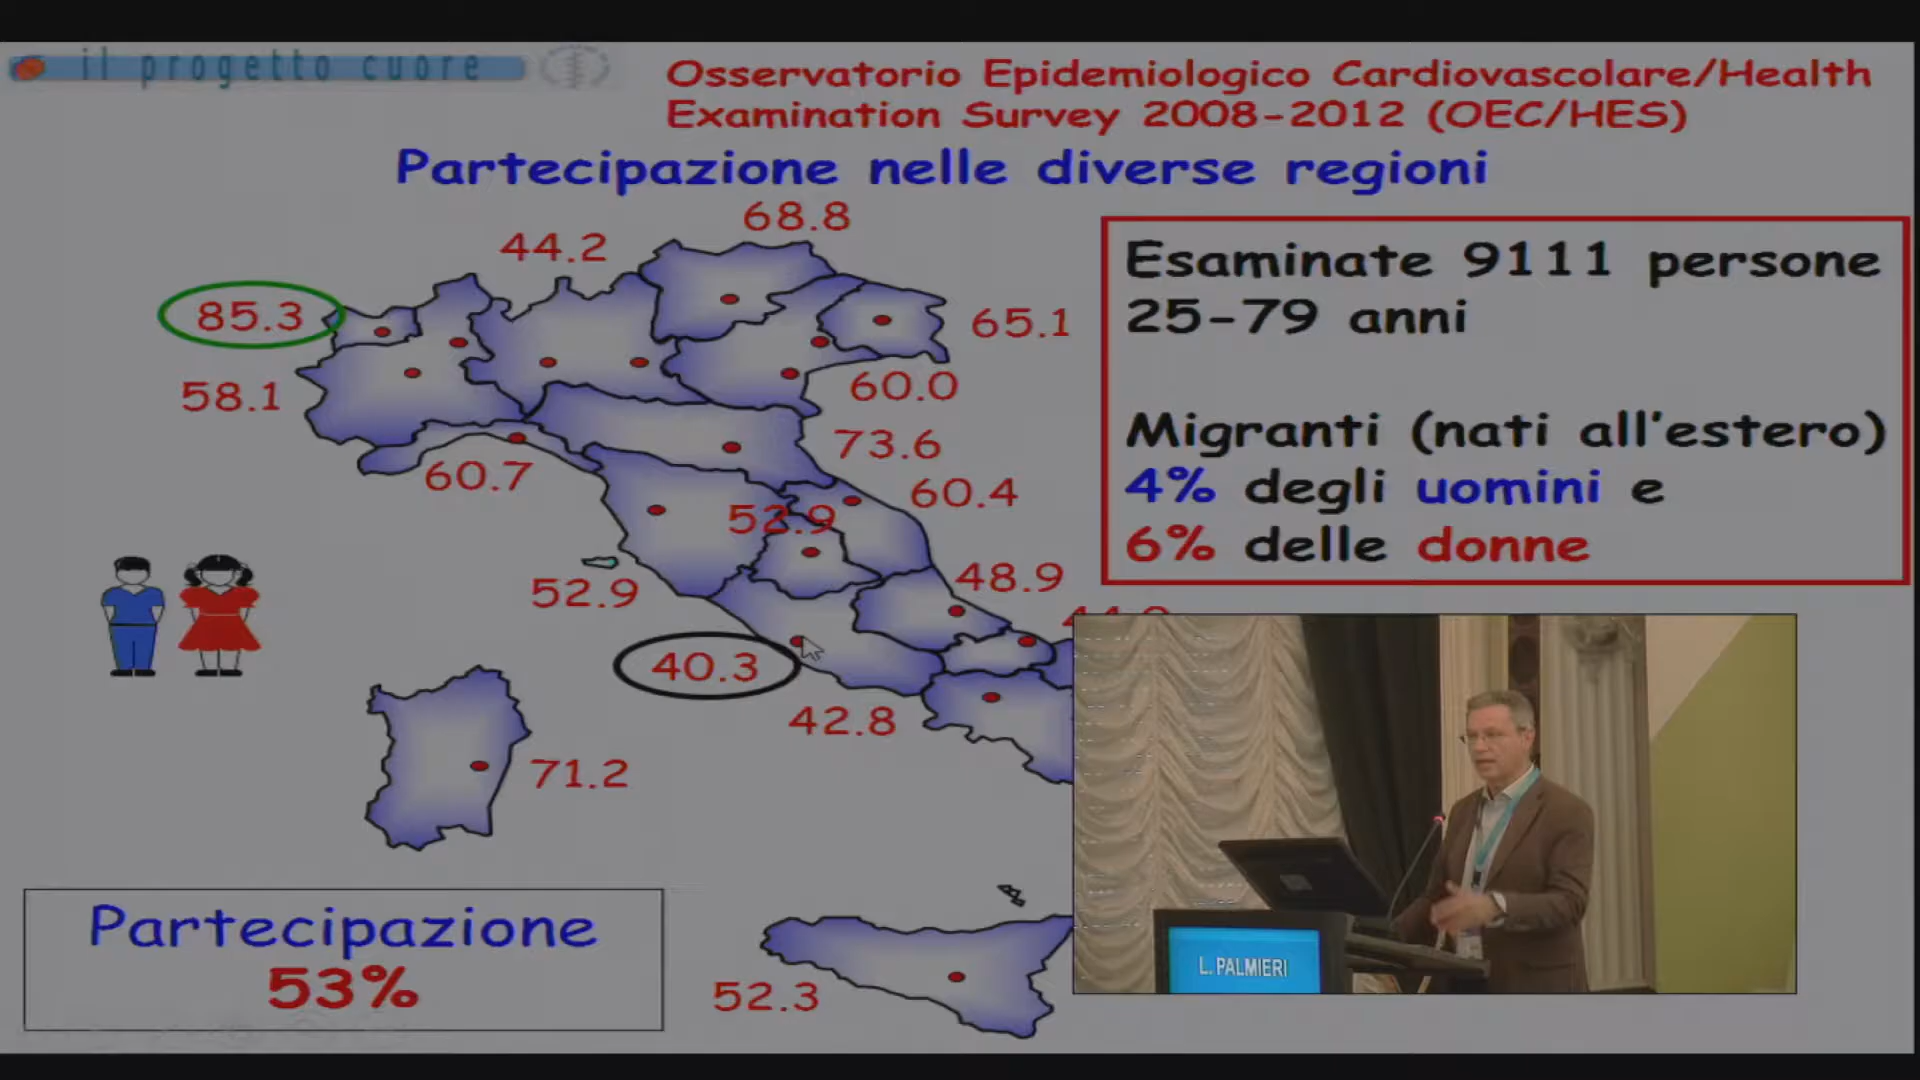 il progetto cuore
Osservatorio Epidemiologico Cardiovascolare/Health
Examination Survey 2008-2012 (OEC/HES)
Partecipazione nelle diverse regioni
68.8
44.2
85.3
65.1
58.1
60.0
73.6
60.7
60.4
52.9
48.9
52.9
40.3
42.8
71.2
52.3
Esaminate 9111 persone
25-79 anni
Migranti (nati all'estero)
4% degli uomini e
6% delle donne
Partecipazione
53%
L. PALMIERI